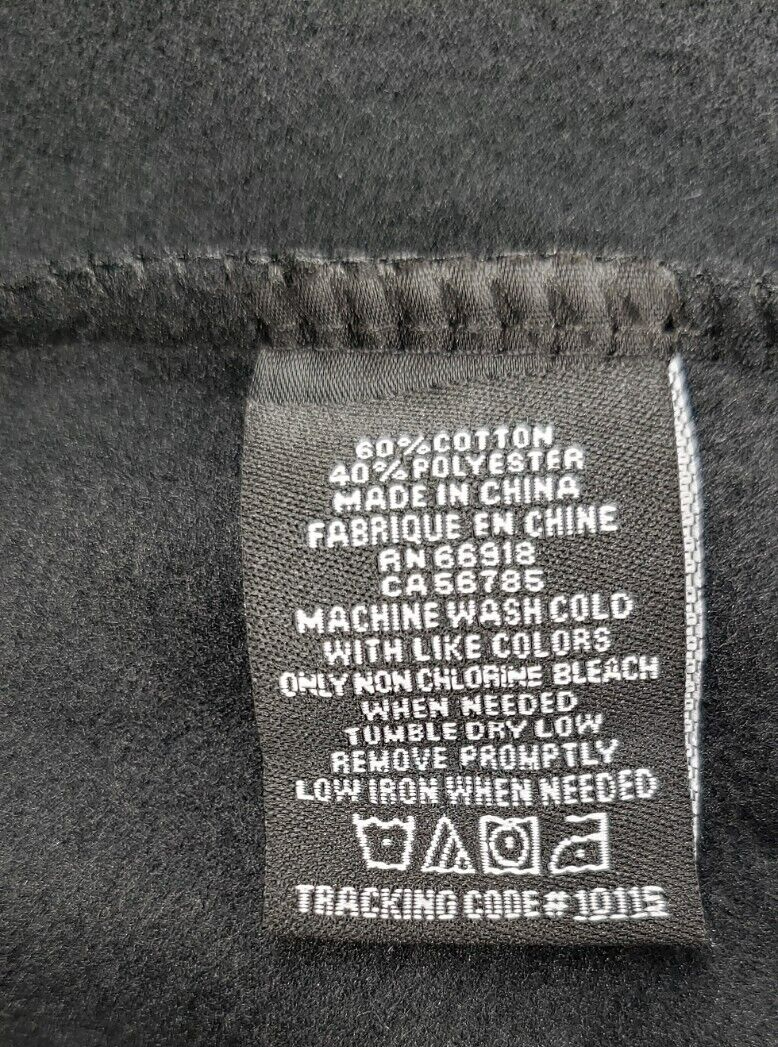 60% COTTON
40% POLYESTER
MADE IN CHINA
FABRIQUE EN CHINE
RN 66918
CA 56785
MACHINE WASH COLD
WITH LIKE COLORS
ONLY NON CHLORINE BLEACH
WHEN NEEDED
TUMBLE DRY LOW
REMOVE PROMPTLY
LOW IRON WHEN NEEDED
TRACKING CODE# 10115